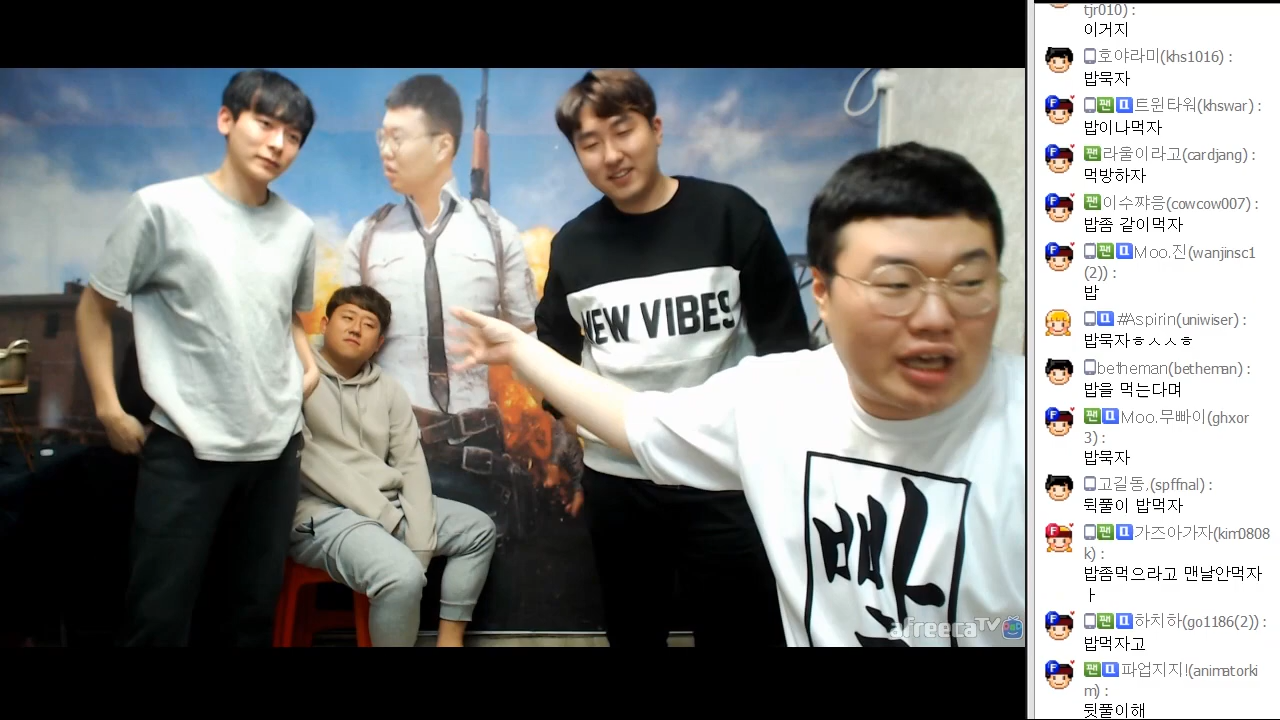 NEW VIBES
빡
afreecaTV
tjr010) :
이거지
호야라미(khs1016) :
밥묵자
팬 트윈타워(khswar) :
밥이나먹자
팬 라울이라고(cardjang) :
먹방하자
팬 이수쨔응(cowcow007) :
밥좀 같이먹자
팬 Moo.진(wanjinsc1
(2)) :
밥
#Aspirin(uniwiser) :
밥묵자ㅎㅅㅅㅎ
betheman(betheman) :
밥을 먹는다며
팬 Moo.무빠이(ghxor
3) :
밥묵자
고길동,(spffnal) :
뒥풀이 밥먹자
팬 가즈아가자(kim0808
k) :
밥좀먹으라고 맨날안먹자
ㅏ
팬 하치하(go1186(2)) :
밥먹자고
팬 파업지지!(animatorki
m) :
뒷풀이해